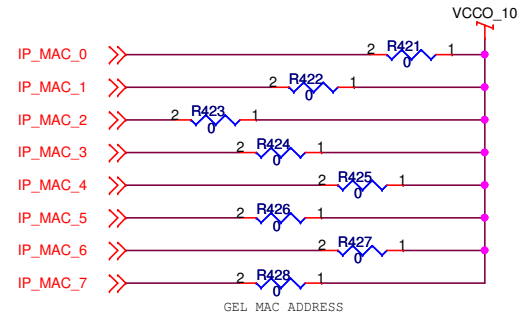 VCCO_10
IP_MAC_0 2 R421 1
0
IP_MAC_1 2 R422 1
0
IP_MAC_2 2 R423 1
0
IP_MAC_3 2 R424 1
0
IP_MAC_4 2 R425 1
0
IP_MAC_5 2 R426 1
0
IP_MAC_6 2 R427 1
0
IP_MAC_7 2 R428 1
0
GEL MAC ADDRESS